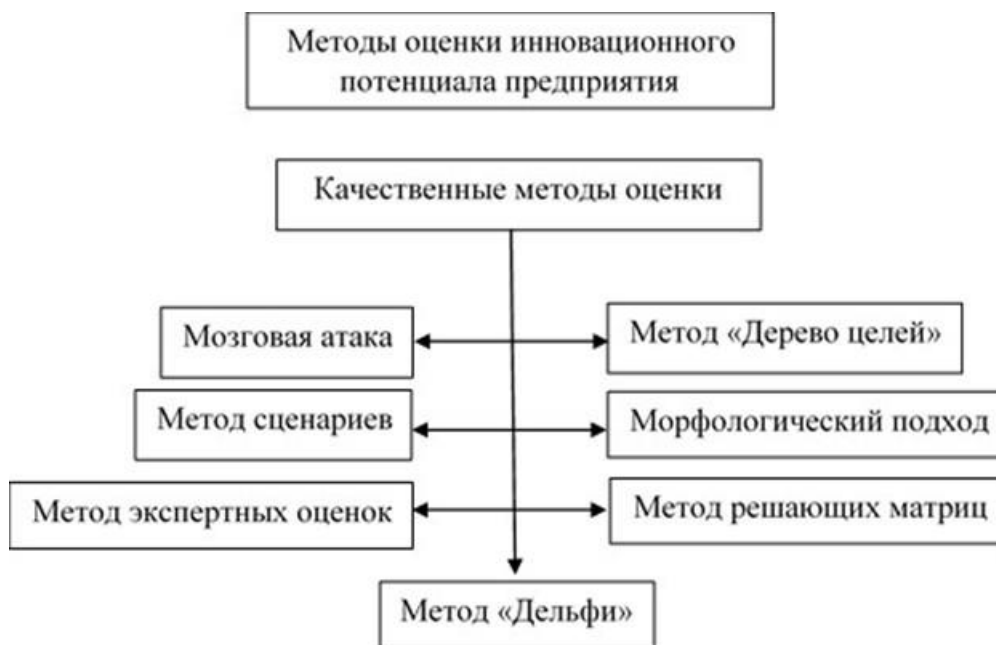 Методы оценки инновационного
потенциала предприятия
Качественные методы оценки
Мозговая атака
Метод «Дерево целей»
Метод сценариев
Морфологический подход
Метод экспертных оценок
Метод решающих матриц
Метод «Дельфи»